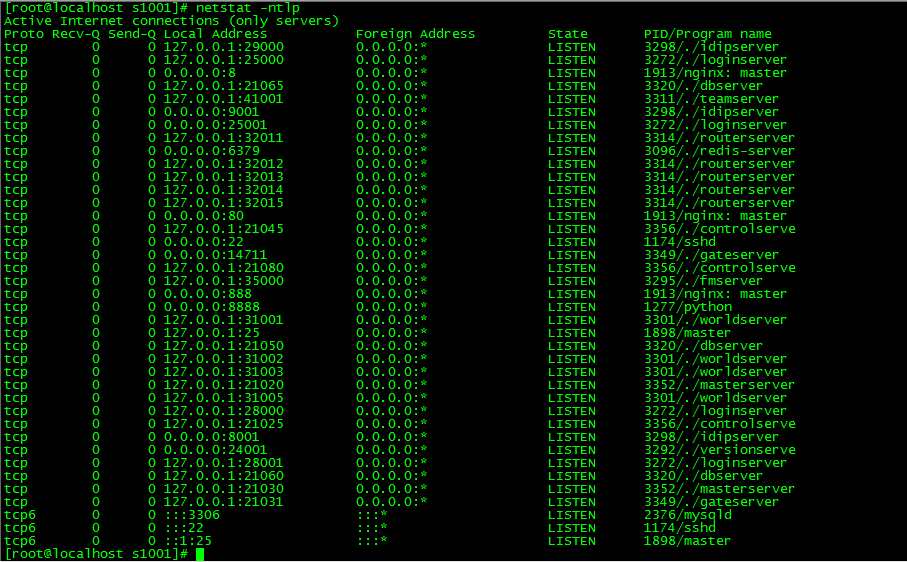 [root@localhost s1001]# netstat -ntlp
Active Internet connections (only servers)
Proto Recv-Q Send-Q Local Address           Foreign Address         State       PID/Program name
tcp        0      0 127.0.0.1:29000         0.0.0.0:*               LISTEN      3298/./idipserver
tcp        0      0 127.0.0.1:25000         0.0.0.0:*               LISTEN      3272/./loginserver
tcp        0      0 0.0.0.0:8               0.0.0.0:*               LISTEN      1913/nginx: master
tcp        0      0 127.0.0.1:21065         0.0.0.0:*               LISTEN      3320/./dbserver
tcp        0      0 127.0.0.1:41001         0.0.0.0:*               LISTEN      3311/./teamserver
tcp        0      0 0.0.0.0:9001            0.0.0.0:*               LISTEN      3298/./idipserver
tcp        0      0 0.0.0.0:25001           0.0.0.0:*               LISTEN      3272/./loginserver
tcp        0      0 127.0.0.1:32011         0.0.0.0:*               LISTEN      3314/./routerserver
tcp        0      0 0.0.0.0:6379            0.0.0.0:*               LISTEN      3096/./redis-server
tcp        0      0 127.0.0.1:32012         0.0.0.0:*               LISTEN      3314/./routerserver
tcp        0      0 127.0.0.1:32013         0.0.0.0:*               LISTEN      3314/./routerserver
tcp        0      0 127.0.0.1:32014         0.0.0.0:*               LISTEN      3314/./routerserver
tcp        0      0 127.0.0.1:32015         0.0.0.0:*               LISTEN      3314/./routerserver
tcp        0      0 0.0.0.0:80              0.0.0.0:*               LISTEN      1913/nginx: master
tcp        0      0 127.0.0.1:21045         0.0.0.0:*               LISTEN      3356/./controlserve
tcp        0      0 0.0.0.0:22              0.0.0.0:*               LISTEN      1174/sshd
tcp        0      0 0.0.0.0:14711           0.0.0.0:*               LISTEN      3349/./gateserver
tcp        0      0 127.0.0.1:21080         0.0.0.0:*               LISTEN      3356/./controlserve
tcp        0      0 127.0.0.1:35000         0.0.0.0:*               LISTEN      3295/./fmserver
tcp        0      0 0.0.0.0:888             0.0.0.0:*               LISTEN      1913/nginx: master
tcp        0      0 0.0.0.0:8888            0.0.0.0:*               LISTEN      1277/python
tcp        0      0 127.0.0.1:31001         0.0.0.0:*               LISTEN      3301/./worldserver
tcp        0      0 127.0.0.1:25            0.0.0.0:*               LISTEN      1898/master
tcp        0      0 127.0.0.1:21050         0.0.0.0:*               LISTEN      3320/./dbserver
tcp        0      0 127.0.0.1:31002         0.0.0.0:*               LISTEN      3301/./worldserver
tcp        0      0 127.0.0.1:31003         0.0.0.0:*               LISTEN      3301/./worldserver
tcp        0      0 127.0.0.1:21020         0.0.0.0:*               LISTEN      3352/./masterserver
tcp        0      0 127.0.0.1:31005         0.0.0.0:*               LISTEN      3301/./worldserver
tcp        0      0 127.0.0.1:28000         0.0.0.0:*               LISTEN      3272/./loginserver
tcp        0      0 127.0.0.1:21025         0.0.0.0:*               LISTEN      3356/./controlserve
tcp        0      0 0.0.0.0:8001            0.0.0.0:*               LISTEN      3298/./idipserver
tcp        0      0 0.0.0.0:24001           0.0.0.0:*               LISTEN      3292/./versionserve
tcp        0      0 127.0.0.1:28001         0.0.0.0:*               LISTEN      3272/./loginserver
tcp        0      0 127.0.0.1:21060         0.0.0.0:*               LISTEN      3320/./dbserver
tcp        0      0 127.0.0.1:21030         0.0.0.0:*               LISTEN      3352/./masterserver
tcp        0      0 127.0.0.1:21031         0.0.0.0:*               LISTEN      3349/./gateserver
tcp6       0      0 :::3306                 :::*                    LISTEN      2376/mysqld
tcp6       0      0 :::22                   :::*                    LISTEN      1174/sshd
tcp6       0      0 ::1:25                  :::*                    LISTEN      1898/master
[root@localhost s1001]#